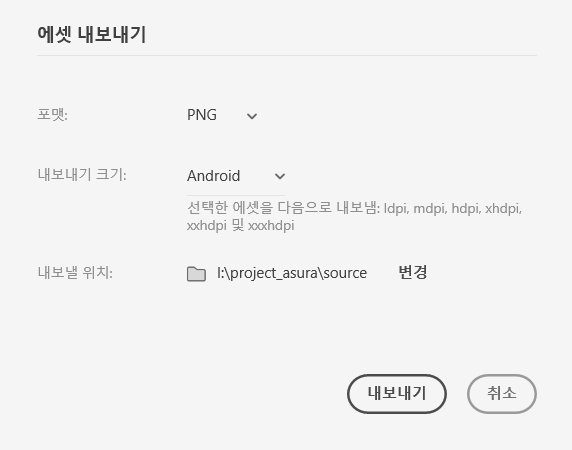 에셋 내보내기
포맷: PNG
내보내기 크기: Android
선택한 에셋을 다음으로 내보냄: ldpi, mdpi, hdpi, xhdpi,
xxhdpi 및 xxxhdpi
내보낼 위치: I:\project_asura\source 변경
내보내기 취소